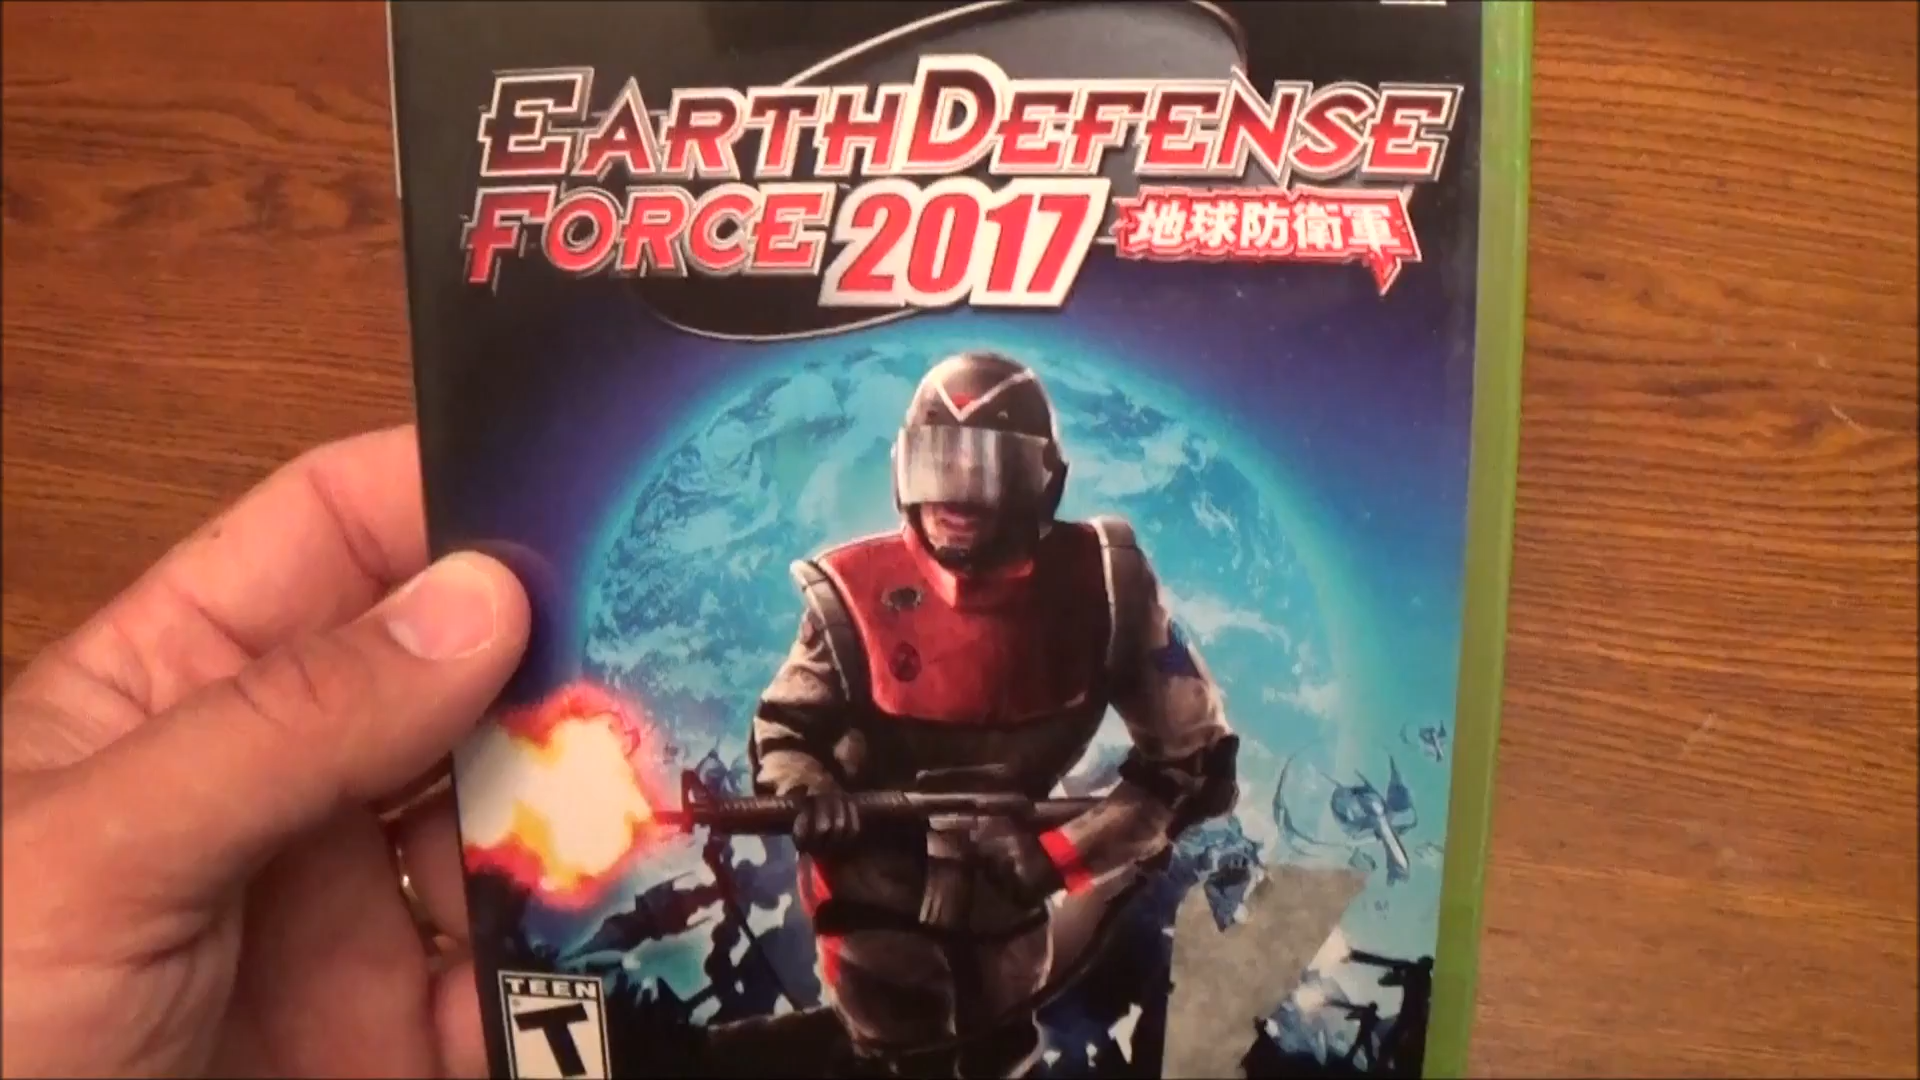 EARTH DEFENSE
FORCE 2017 地球防衛軍
TEEN
T